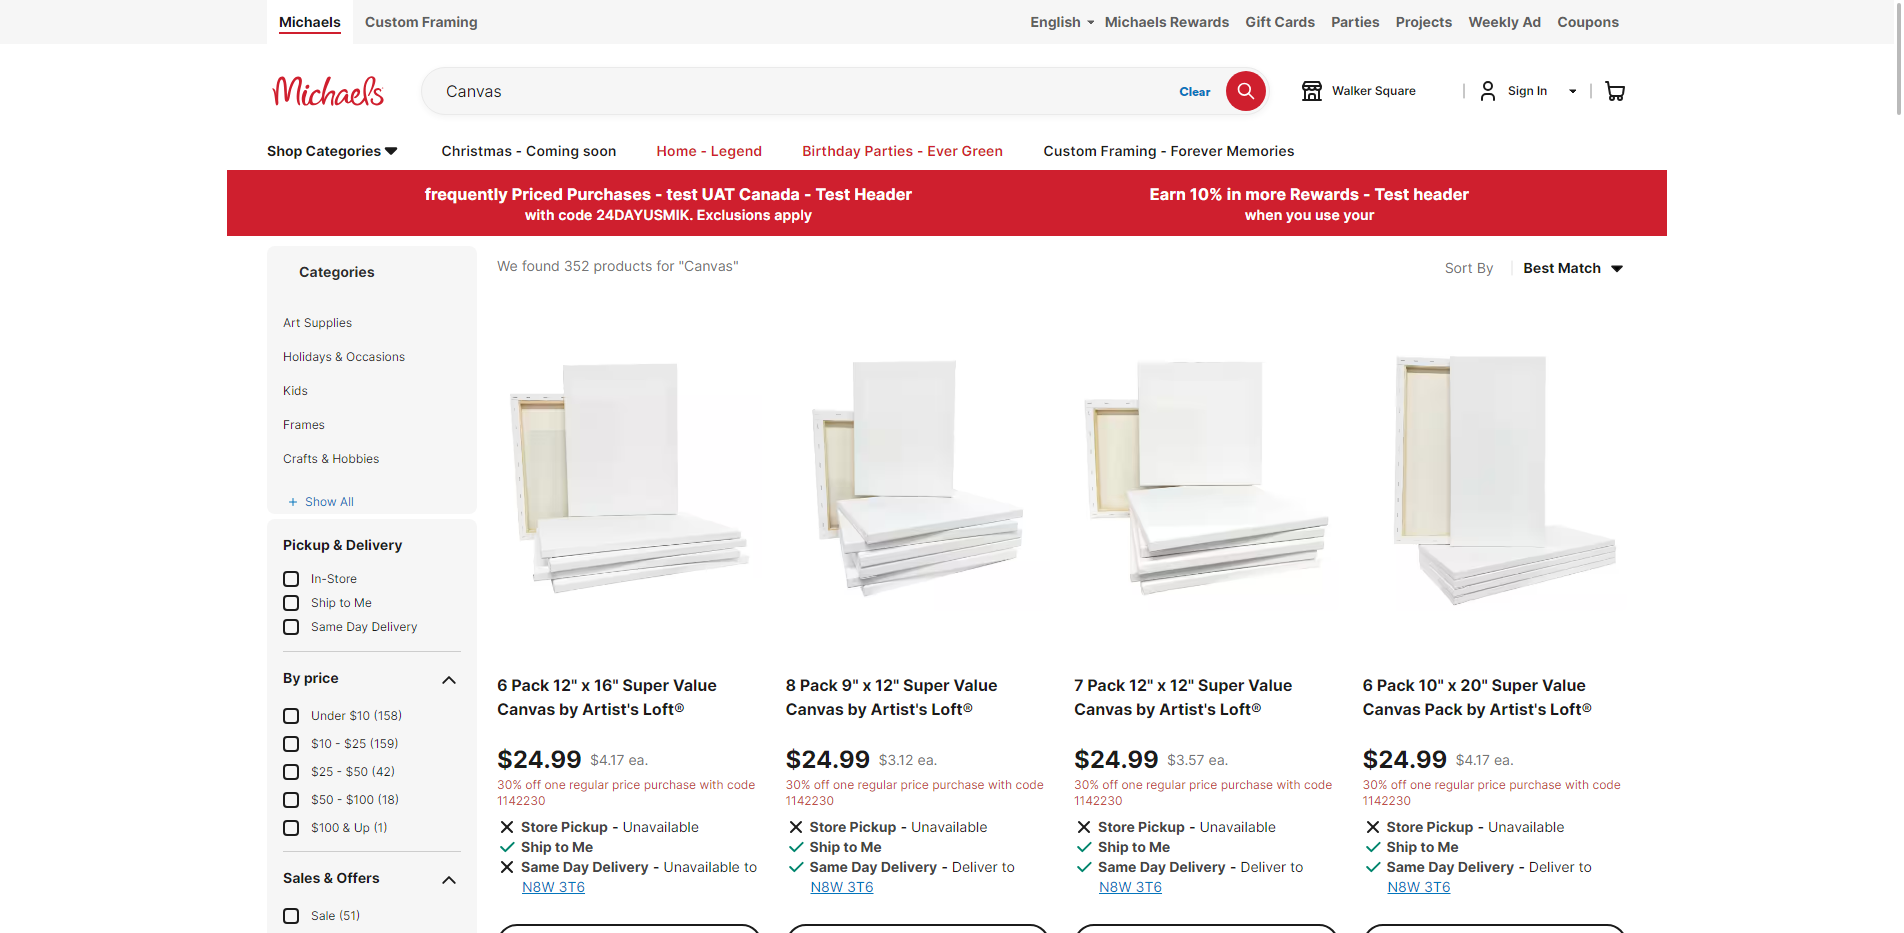 Michaels
Custom Framing
English
Michaels Rewards
Gift Cards
Parties
Projects
Weekly Ad
Coupons
Michaels
Canvas
Clear
Walker Square
Sign In
Shop Categories
Christmas - Coming soon
Home - Legend
Birthday Parties - Ever Green
Custom Framing - Forever Memories
frequently Priced Purchases - test UAT Canada - Test Header
with code 24DAYUSMIK. Exclusions apply
Earn 10% in more Rewards - Test header
when you use your
Categories
Art Supplies
Holidays & Occasions
Kids
Frames
Crafts & Hobbies
+ Show All
Pickup & Delivery
In-Store
Ship to Me
Same Day Delivery
By price
Under $10 (158)
$10 - $25 (159)
$25 - $50 (42)
$50 - $100 (18)
$100 & Up (1)
Sales & Offers
Sale (51)
We found 352 products for "Canvas"
Sort By
Best Match
6 Pack 12" x 16" Super Value
Canvas by Artist's Loft®
$24.99 $4.17 ea.
30% off one regular price purchase with code
1142230
Store Pickup - Unavailable
Ship to Me
Same Day Delivery - Unavailable to
N8W 3T6
8 Pack 9" x 12" Super Value
Canvas by Artist's Loft®
$24.99 $3.12 ea.
30% off one regular price purchase with code
1142230
Store Pickup - Unavailable
Ship to Me
Same Day Delivery - Deliver to
N8W 3T6
7 Pack 12" x 12" Super Value
Canvas by Artist's Loft®
$24.99 $3.57 ea.
30% off one regular price purchase with code
1142230
Store Pickup - Unavailable
Ship to Me
Same Day Delivery - Deliver to
N8W 3T6
6 Pack 10" x 20" Super Value
Canvas Pack by Artist's Loft®
$24.99 $4.17 ea.
30% off one regular price purchase with code
1142230
Store Pickup - Unavailable
Ship to Me
Same Day Delivery - Deliver to
N8W 3T6